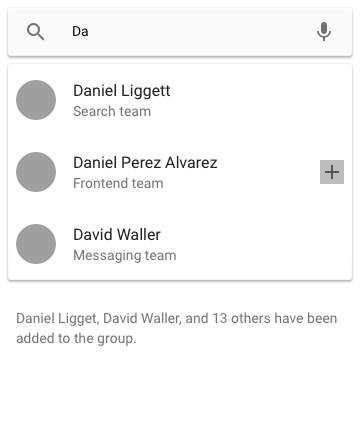 Da
Daniel Liggett
Search team
Daniel Perez Alvarez
Frontend team
David Waller
Messaging team
Daniel Ligget, David Waller, and 13 others have been
added to the group.